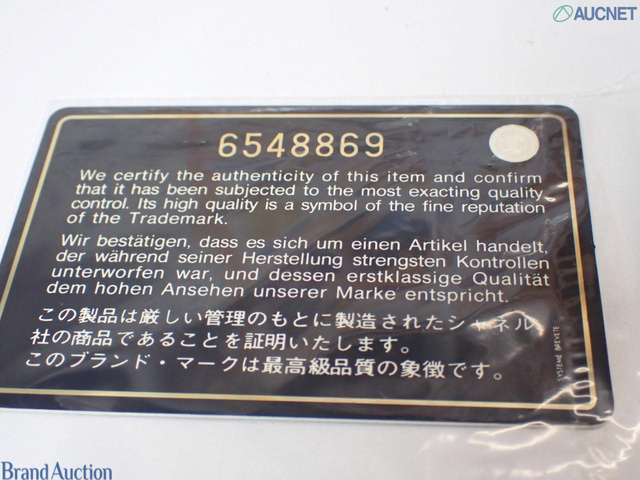 AUCNET
6548869
We certify the authenticity of this item and confirm
that it has been subjected to the most exacting quality
control. Its high quality is a symbol of the fine reputation
of the Trademark.
Wir bestätigen, dass es sich um einen Artikel handelt,
der während seiner Herstellung strengsten Kontrollen
unterworfen war, und dessen erstklassige Qualität
dem hohen Ansehen unserer Marke entspricht.
この製品は厳しい管理のもとに製造されたシャネル
社の商品であることを証明いたします。
このブランド・マークは最高級品質の象徴です。
SYSTEME BREVETE
Brand Auction